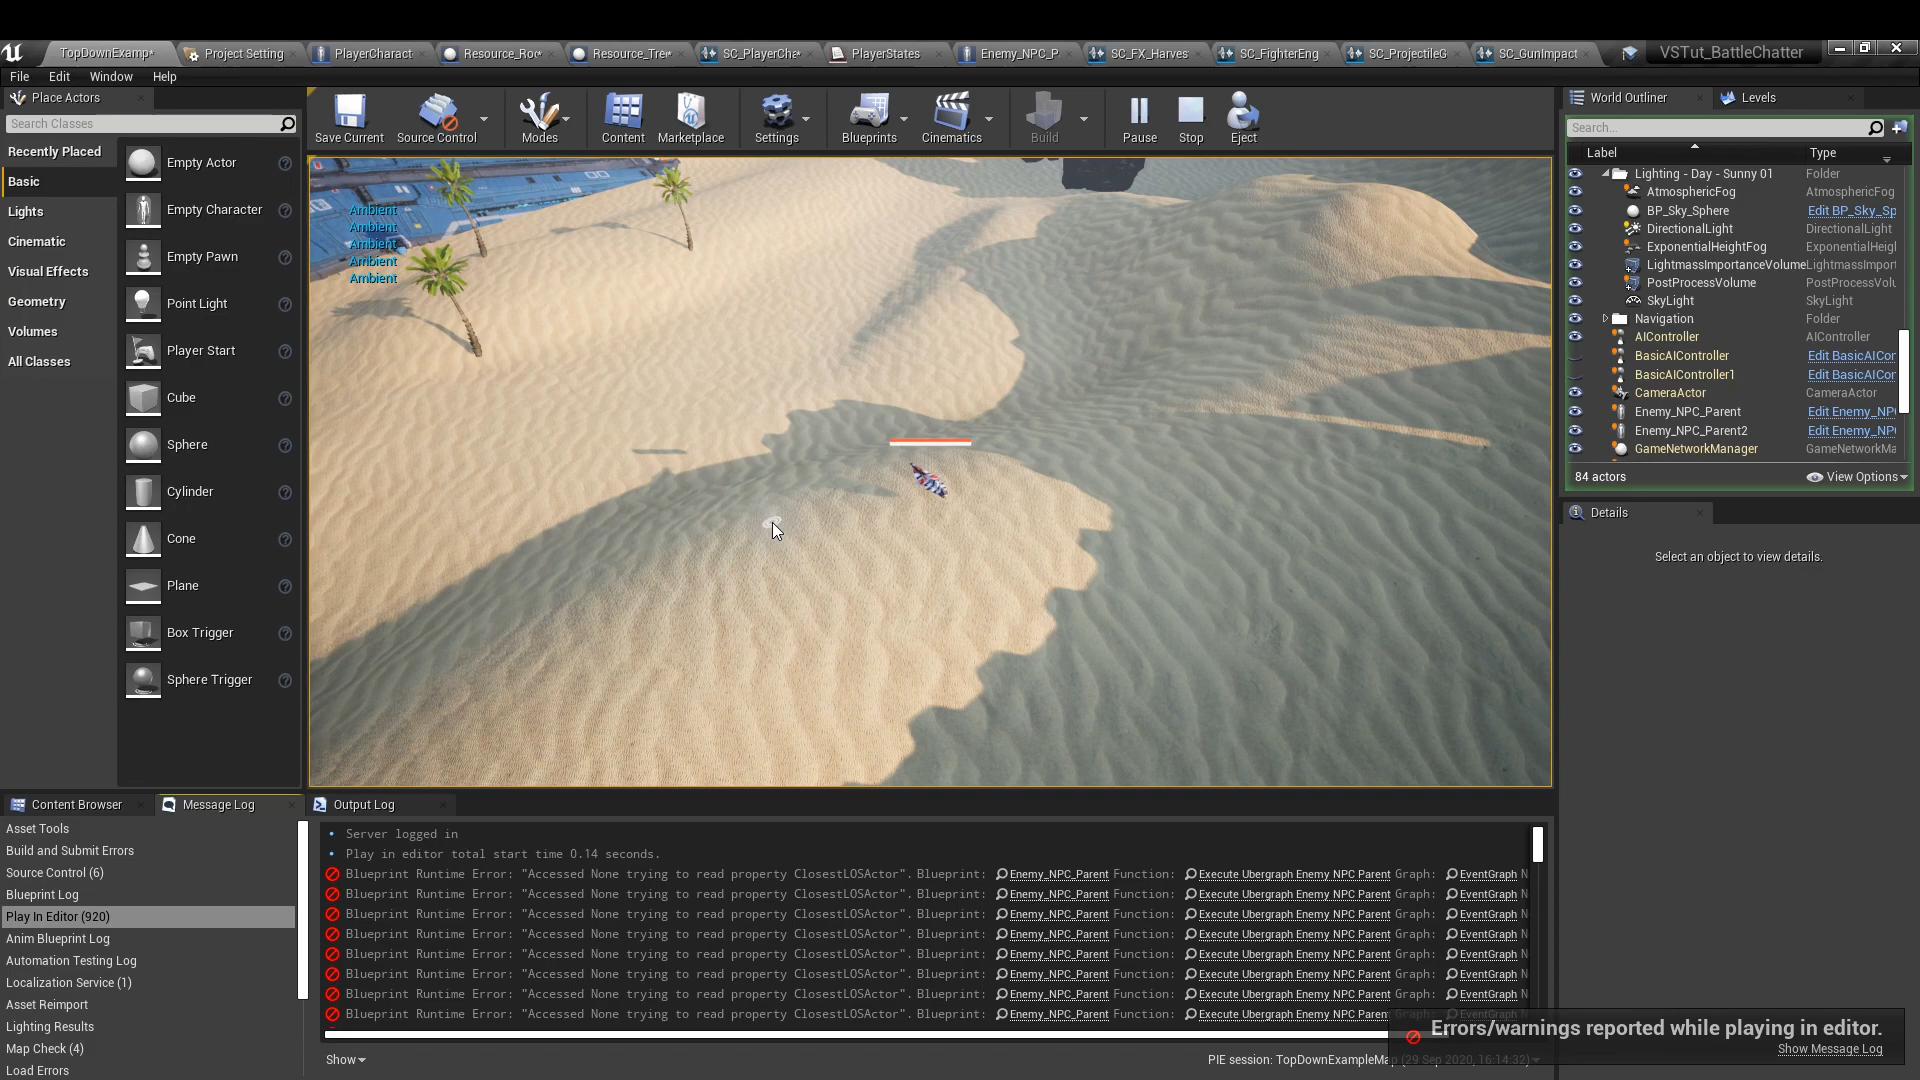 TopDownExamp*
Project Setting
PlayerCharact
Resource_Roc*
Resource_Tree*
SC_PlayerCha*
PlayerStates
Enemy_NPC_P
SC_FX_Harves
SC_FighterEng
SC_ProjectileG
SC_GunImpact
VSTut_BattleChatter
File
Edit
Window
Help
Place Actors
Search Classes
Recently Placed
Basic
Lights
Cinematic
Visual Effects
Geometry
Volumes
All Classes
Empty Actor
Empty Character
Empty Pawn
Point Light
Player Start
Cube
Sphere
Cylinder
Cone
Plane
Box Trigger
Sphere Trigger
Save Current
Source Control
Modes
Content
Marketplace
Settings
Blueprints
Cinematics
Build
Pause
Stop
Eject
Ambient
Ambient
Ambient
Ambient
Ambient
World Outliner
Levels
Search...
Label
Type
Lighting - Day - Sunny 01 Folder
AtmosphericFog AtmosphericFog
BP_Sky_Sphere Edit BP_Sky_Sp
DirectionalLight DirectionalLight
ExponentialHeightFog ExponentialHeigl
LightmassImportanceVolume LightmassImport
PostProcessVolume PostProcessVolu
SkyLight SkyLight
Navigation Folder
AIController AIController
BasicAIController Edit BasicAICor
BasicAIController1 Edit BasicAICor
CameraActor CameraActor
Enemy_NPC_Parent Edit Enemy_NP
Enemy_NPC_Parent2 Edit Enemy_NP
GameNetworkManager GameNetworkMa
84 actors
View Options
Details
Select an object to view details.
Content Browser
Message Log
Output Log
Asset Tools
Build and Submit Errors
Source Control (6)
Blueprint Log
Play In Editor (920)
Anim Blueprint Log
Automation Testing Log
Localization Service (1)
Asset Reimport
Lighting Results
Map Check (4)
Load Errors
Server logged in
Play in editor total start time 0.14 seconds.
Blueprint Runtime Error: "Accessed None trying to read property ClosestLOSActor". Blueprint: Enemy_NPC_Parent Function: Execute Ubergraph Enemy NPC Parent Graph: EventGraph N
Blueprint Runtime Error: "Accessed None trying to read property ClosestLOSActor". Blueprint: Enemy_NPC_Parent Function: Execute Ubergraph Enemy NPC Parent Graph: EventGraph N
Blueprint Runtime Error: "Accessed None trying to read property ClosestLOSActor". Blueprint: Enemy_NPC_Parent Function: Execute Ubergraph Enemy NPC Parent Graph: EventGraph N
Blueprint Runtime Error: "Accessed None trying to read property ClosestLOSActor". Blueprint: Enemy_NPC_Parent Function: Execute Ubergraph Enemy NPC Parent Graph: EventGraph N
Blueprint Runtime Error: "Accessed None trying to read property ClosestLOSActor". Blueprint: Enemy_NPC_Parent Function: Execute Ubergraph Enemy NPC Parent Graph: EventGraph N
Blueprint Runtime Error: "Accessed None trying to read property ClosestLOSActor". Blueprint: Enemy_NPC_Parent Function: Execute Ubergraph Enemy NPC Parent Graph: EventGraph N
Blueprint Runtime Error: "Accessed None trying to read property ClosestLOSActor". Blueprint: Enemy_NPC_Parent Function: Execute Ubergraph Enemy NPC Parent Graph: EventGraph N
Blueprint Runtime Error: "Accessed None trying to read property ClosestLOSActor". Blueprint: Enemy_NPC_Parent Function: Execute Ubergraph Enemy NPC Parent Graph: EventGraph N
Show
PIE session: TopDownExampleMap (29 Sep 2020, 16:14:32)
Errors/warnings reported while playing in editor.
Show Message Log